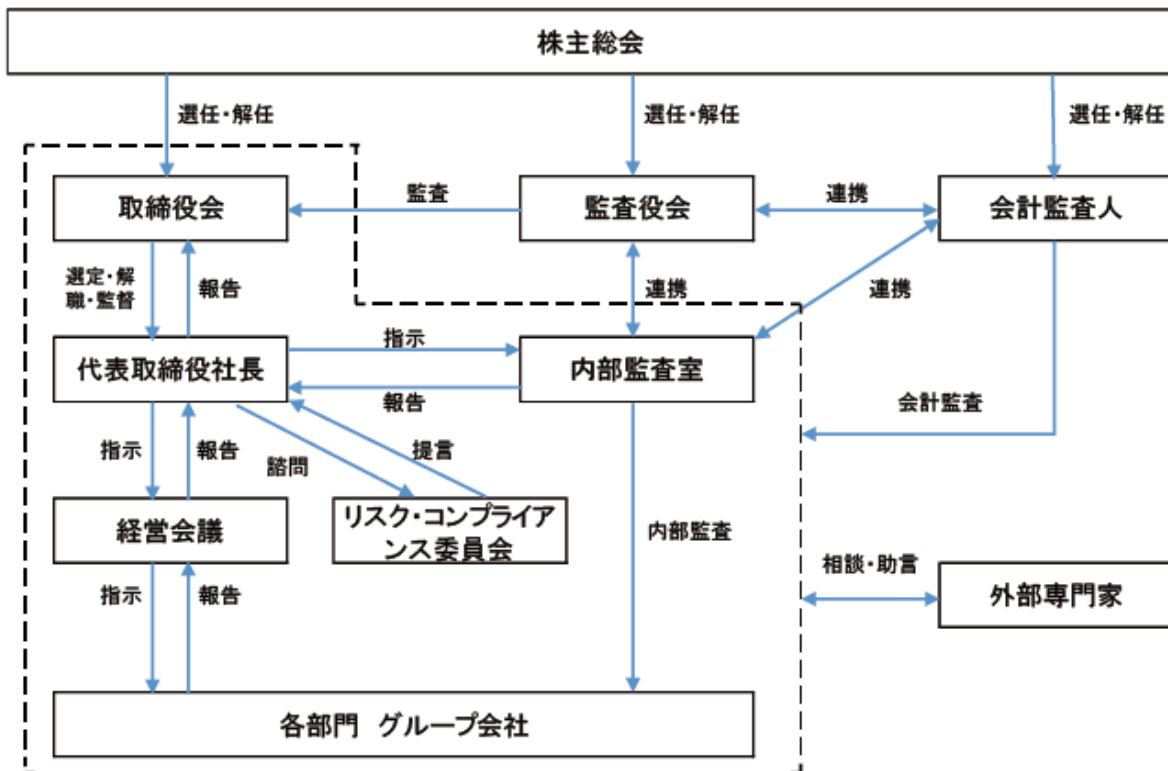 株主総会
選任・解任
選任・解任
選任・解任
取締役会
監査
監査役会
連携
会計監査人
選定・解
職・監督
報告
連携
連携
代表取締役社長
指示
報告
内部監査室
会計監査
指示
報告
諮問
提言
経営会議
リスク・コンプライア
ンス委員会
内部監査
相談・助言
外部専門家
指示
報告
各部門 グループ会社